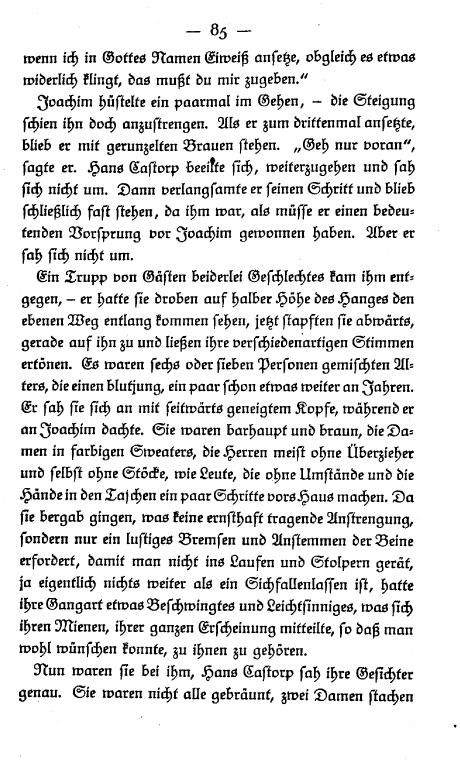 — 85 —
wenn ich in Gottes Namen Eiweiß ansetze, obgleich es etwas
widerlich klingt, das mußt du mir zugeben.“
Joachim hüstelte ein paarmal im Gehen, – die Steigung
schien ihn doch anzustrengen. Als er zum drittenmal ansetzte,
blieb er mit gerunzelten Brauen stehen. „Geh nur voran“,
sagte er. Hans Castorp beeilte sich, weiterzugehen und sah
sich nicht um. Dann verlangsamte er seinen Schritt und blieb
schließlich fast stehen, da ihm war, als müsse er einen bedeu-
tenden Vorsprung vor Joachim gewonnen haben. Aber er
sah sich nicht um.
Ein Trupp von Gästen beiderlei Geschlechtes kam ihm ent-
gegen, – er hatte sie droben auf halber Höhe des Hanges den
ebenen Weg entlang kommen sehen, jetzt stapften sie abwärts,
gerade auf ihn zu und ließen ihre verschiedenartigen Stimmen
ertönen. Es waren sechs oder sieben Personen gemischten Al-
ters, die einen blutjung, ein paar schon etwas weiter an Jahren.
Er sah sie sich an mit seitwärts geneigtem Kopfe, während er
an Joachim dachte. Sie waren barhaupt und braun, die Da-
men in farbigen Sweaters, die Herren meist ohne Überzieher
und selbst ohne Stöcke, wie Leute, die ohne Umstände und die
Hände in den Taschen ein paar Schritte vors Haus machen. Da
sie bergab gingen, was keine ernsthaft tragende Anstrengung,
sondern nur ein lustiges Bremsen und Anstemmen der Beine
erfordert, damit man nicht ins Laufen und Stolpern gerät,
ja eigentlich nichts weiter als ein Sichfallenlassen ist, hatte
ihre Gangart etwas Beschwingtes und Leichtsinniges, was sich
ihren Mienen, ihrer ganzen Erscheinung mitteilte, so daß man
wohl wünschen konnte, zu ihnen zu gehören.
Nun waren sie bei ihm, Hans Castorp sah ihre Gesichter
genau. Sie waren nicht alle gebräunt, zwei Damen stachen